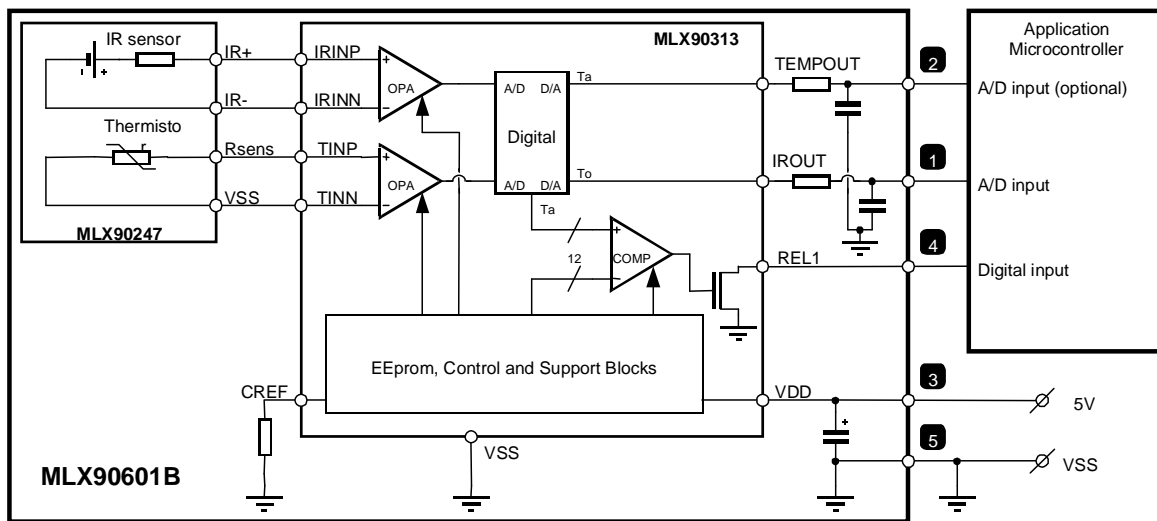 IR sensor
- +
IR+
IR-
Thermisto
r
Rsens
VSS
MLX90247
MLX90313
IRINP
IRINN
TINP
TINN
+
OPA
−
+
OPA
−
A/D D/A
Digital
A/D D/A
Ta
To
Ta
12
+
COMP
−
TEMPOUT
IROUT
REL1
EEprom, Control and Support Blocks
CREF
VDD
VSS
+
MLX90601B
2
1
4
3
5
5V
VSS
Application
Microcontroller
A/D input (optional)
A/D input
Digital input